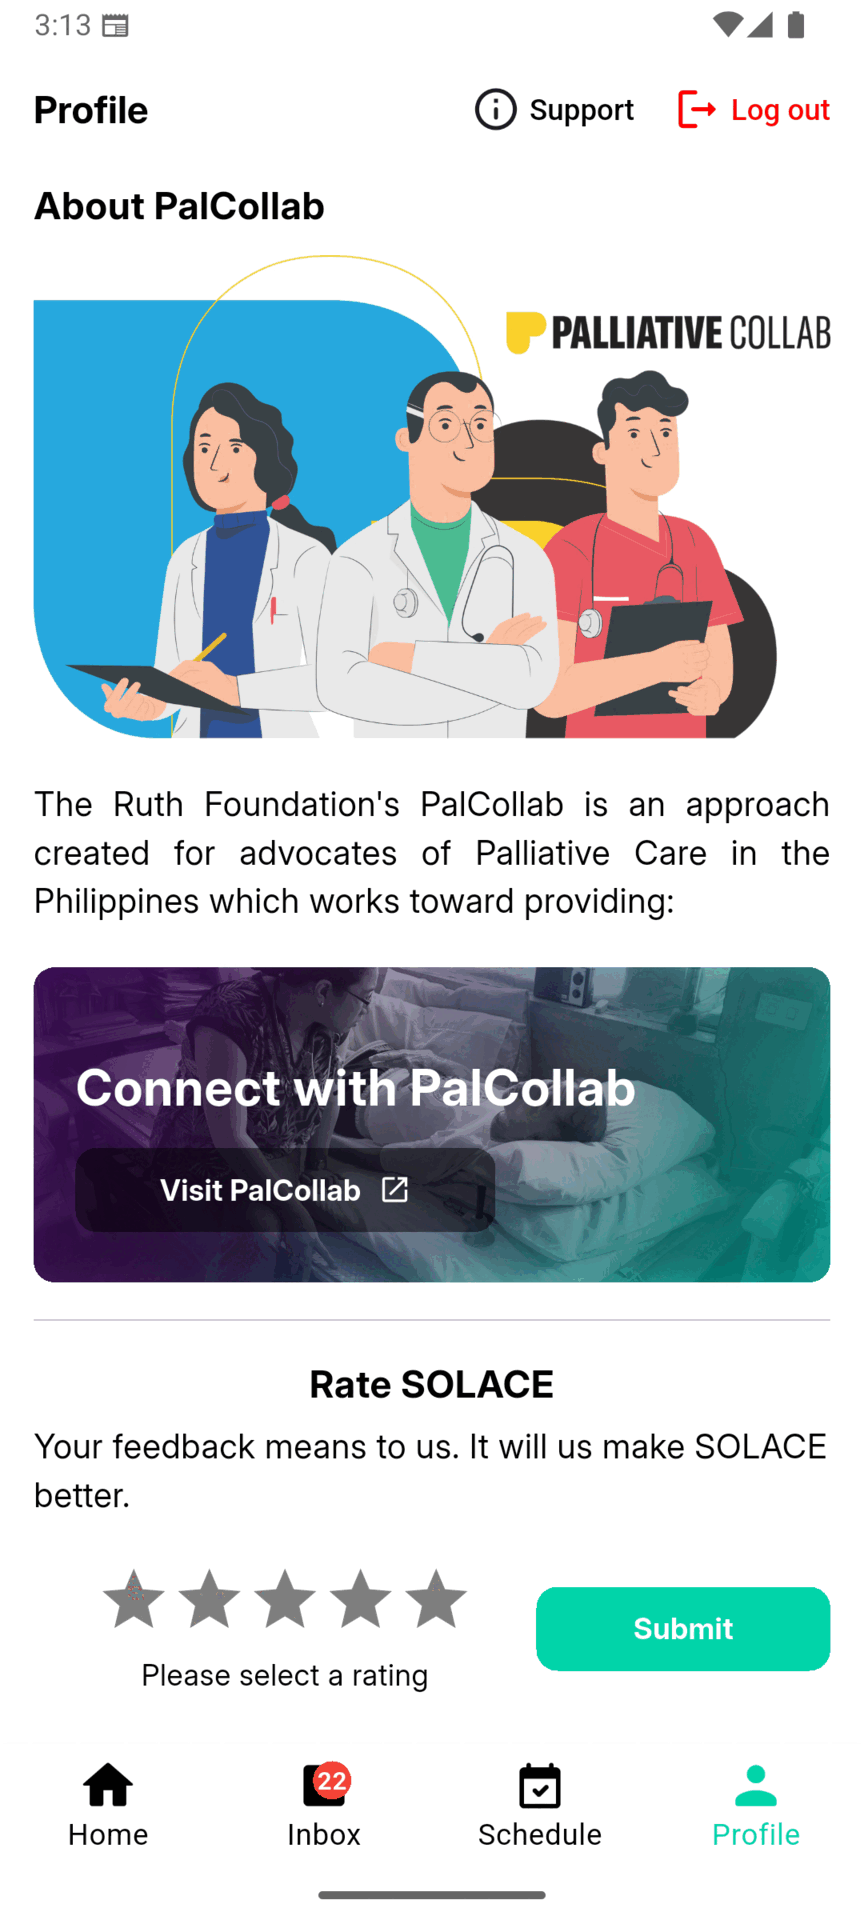 3:13
Profile
Support
Log out
About PalCollab
PALLIATIVE COLLAB
The Ruth Foundation's PalCollab is an approach
created for advocates of Palliative Care in the
Philippines which works toward providing:
Connect with PalCollab
Visit PalCollab
Rate SOLACE
Your feedback means to us. It will us make SOLACE
better.
Submit
Please select a rating
22
Home
Inbox
Schedule
Profile